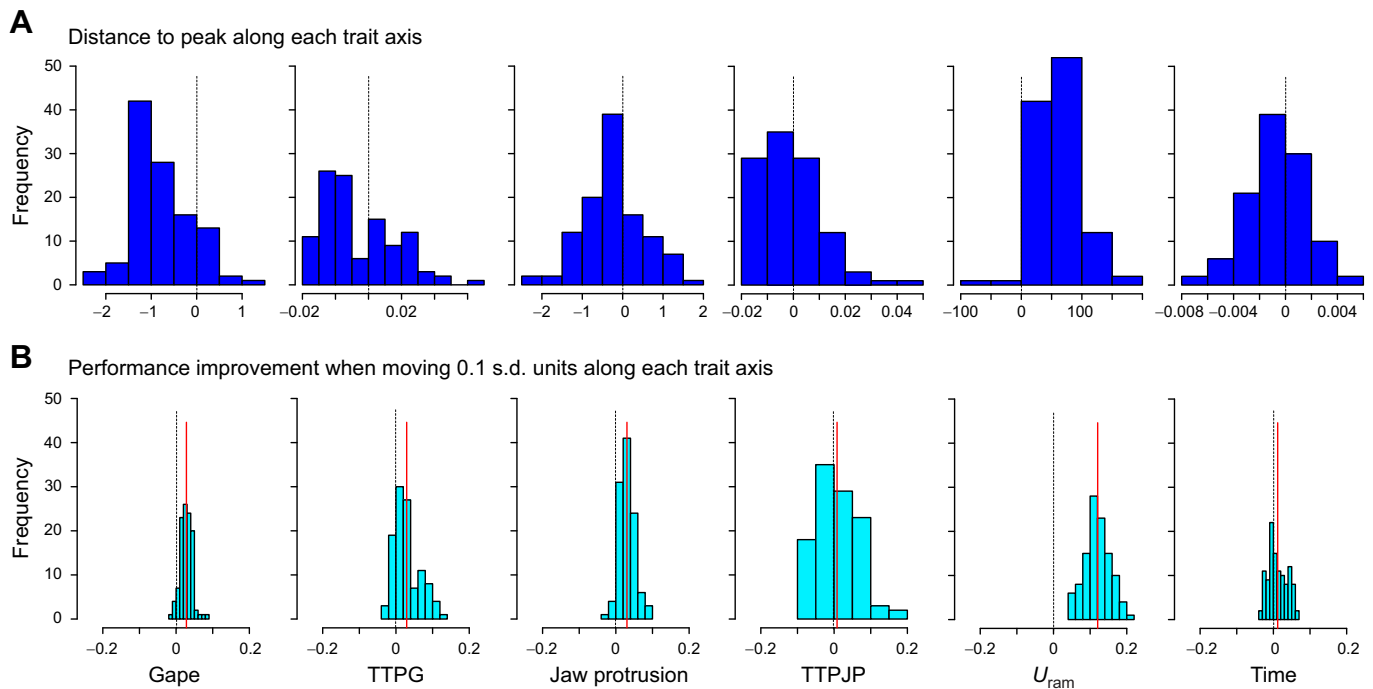 A
Distance to peak along each trait axis
Frequency
50
40
30
20
10
0
−2 −1 0 1
−0.02 0.02
−2 −1 0 1 2
−0.02 0 0.02 0.04
−100 0 100
−0.008 −0.004 0 0.004
B
Performance improvement when moving 0.1 s.d. units along each trait axis
Frequency
50
40
30
20
10
0
−0.2 0 0.2
−0.2 0 0.2
−0.2 0 0.2
−0.2 0 0.2
−0.2 0 0.2
−0.2 0 0.2
Gape
TTPG
Jaw protrusion
TTPJP
Uram
Time